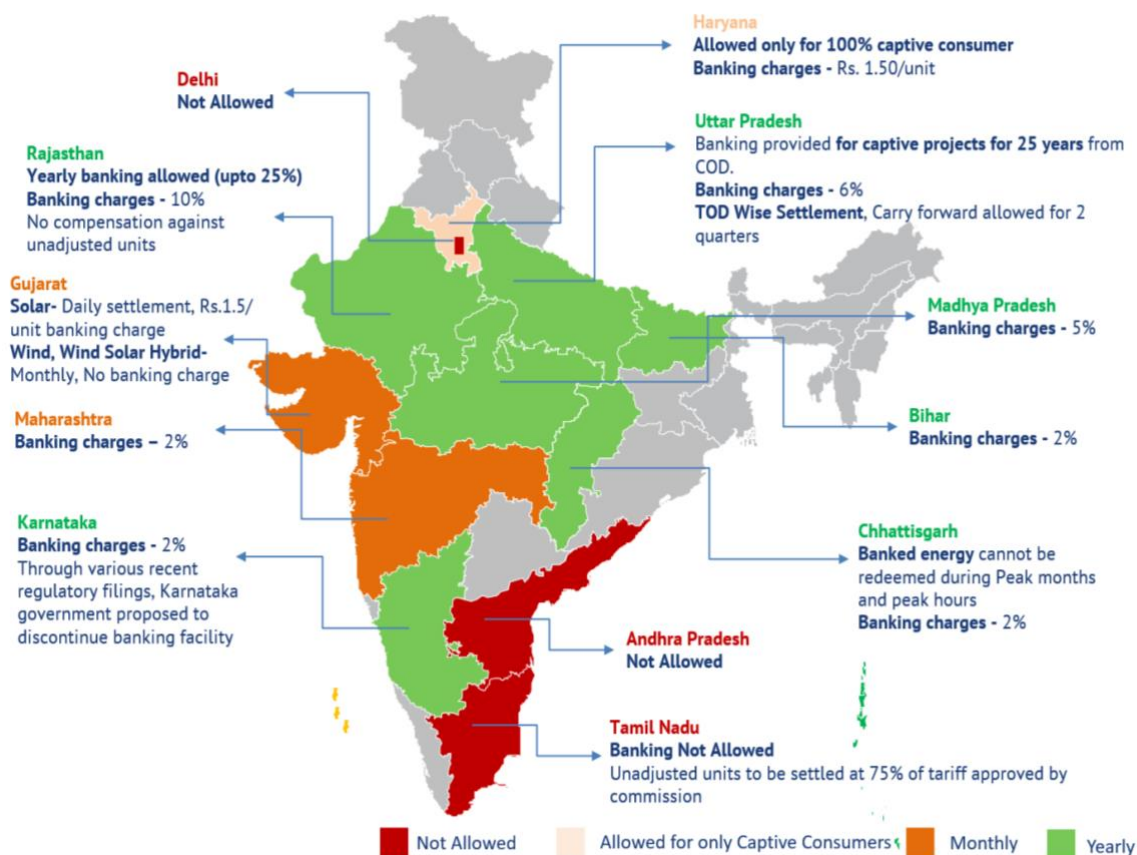 Haryana
Allowed only for 100% captive consumer
Banking charges - Rs. 1.50/unit
Delhi
Not Allowed
Uttar Pradesh
Banking provided for captive projects for 25 years from
COD.
Banking charges - 6%
TOD Wise Settlement, Carry forward allowed for 2
quarters
Rajasthan
Yearly banking allowed (upto 25%)
Banking charges - 10%
No compensation against
unadjusted units
Gujarat
Solar- Daily settlement, Rs.1.5/
unit banking charge
Wind, Wind Solar Hybrid-
Monthly, No banking charge
Madhya Pradesh
Banking charges - 5%
Maharashtra
Banking charges – 2%
Bihar
Banking charges - 2%
Karnataka
Banking charges - 2%
Through various recent
regulatory filings, Karnataka
government proposed to
discontinue banking facility
Chhattisgarh
Banked energy cannot be
redeemed during Peak months
and peak hours
Banking charges - 2%
Andhra Pradesh
Not Allowed
Tamil Nadu
Banking Not Allowed
Unadjusted units to be settled at 75% of tariff approved by
commission
Not Allowed
Allowed for only Captive Consumers
Monthly
Yearly